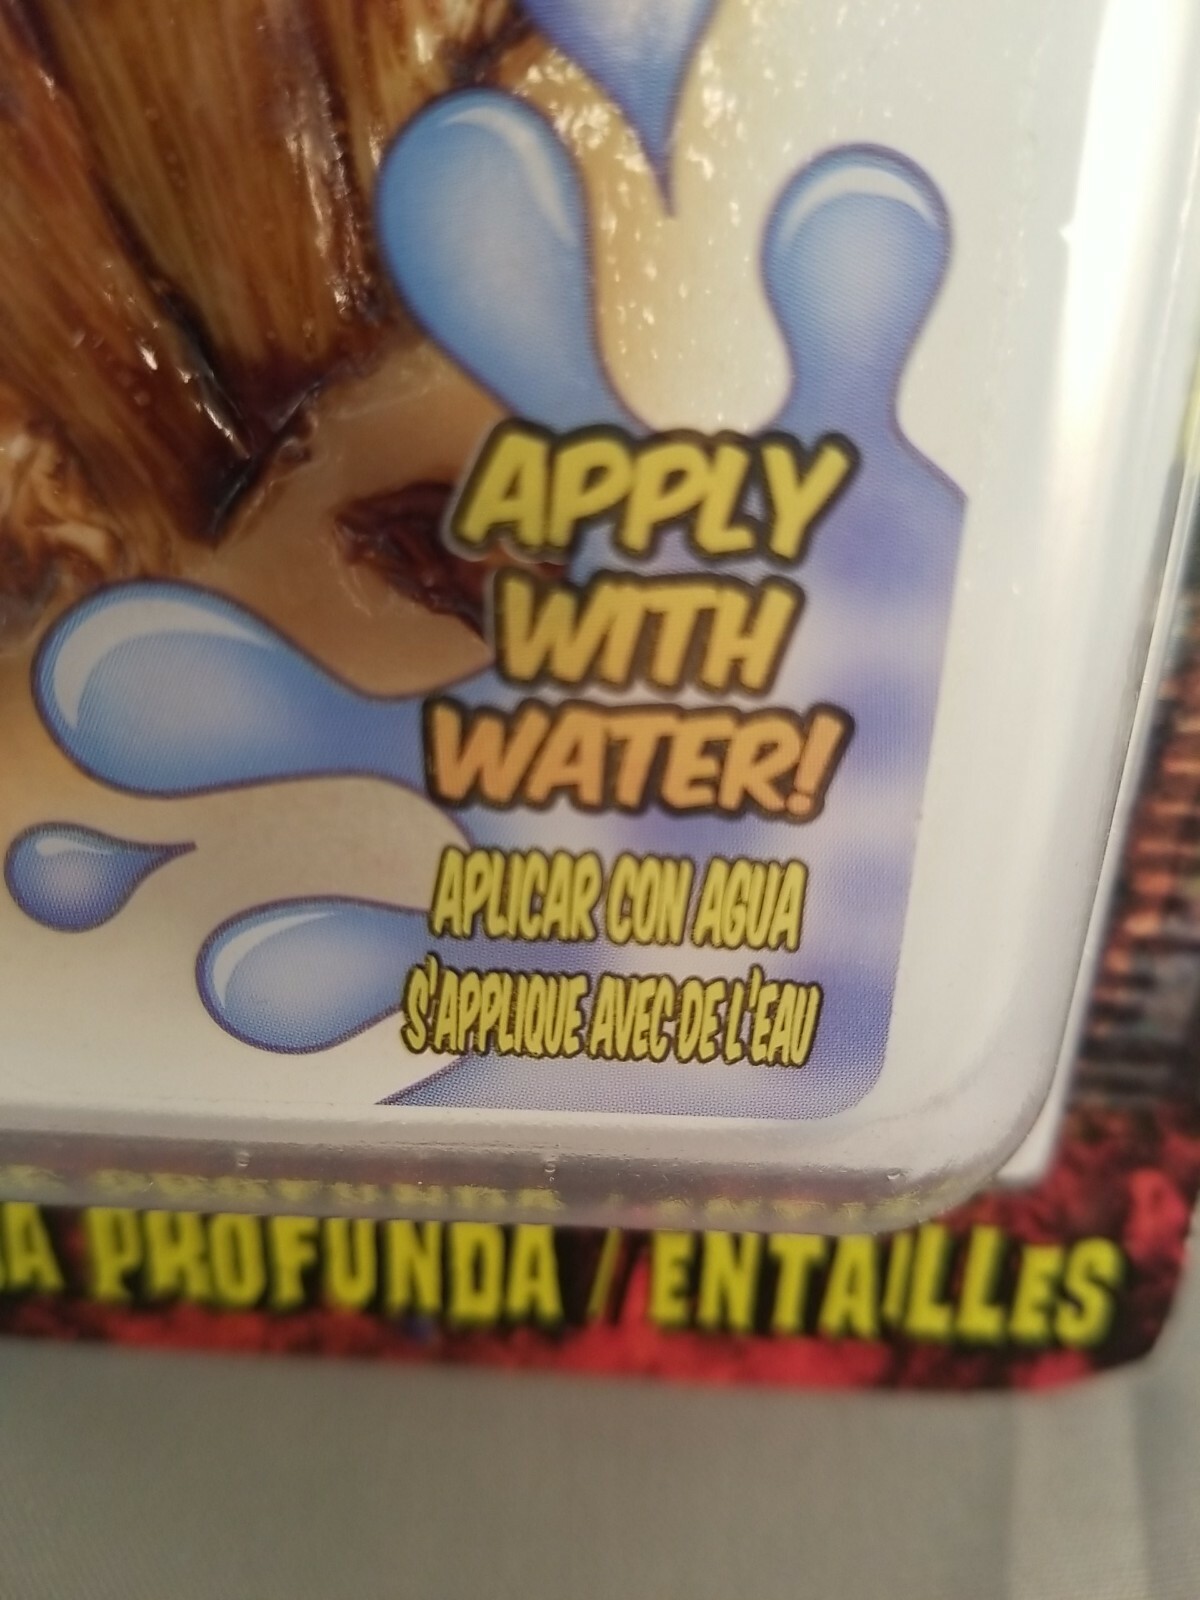 APPLY
WITH
WATER!
APLICAR CON AGUA
S'APPLIQUE AVEC DE L'EAU
PROFUNDA / ENTAILLES